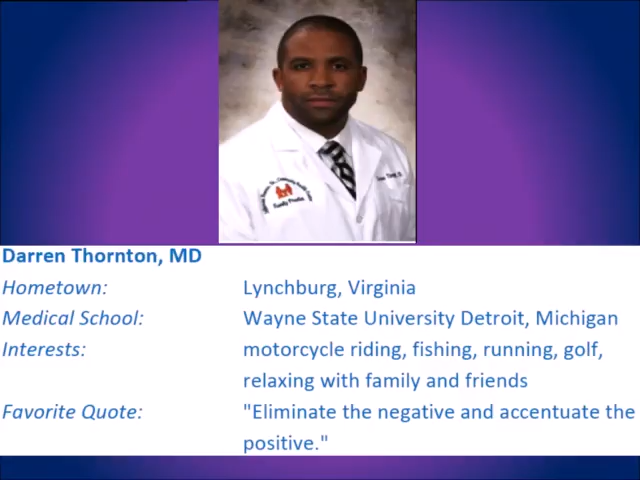 Darren Thornton, MD
Hometown: Lynchburg, Virginia
Medical School: Wayne State University Detroit, Michigan
Interests: motorcycle riding, fishing, running, golf,
relaxing with family and friends
Favorite Quote: "Eliminate the negative and accentuate the
positive."